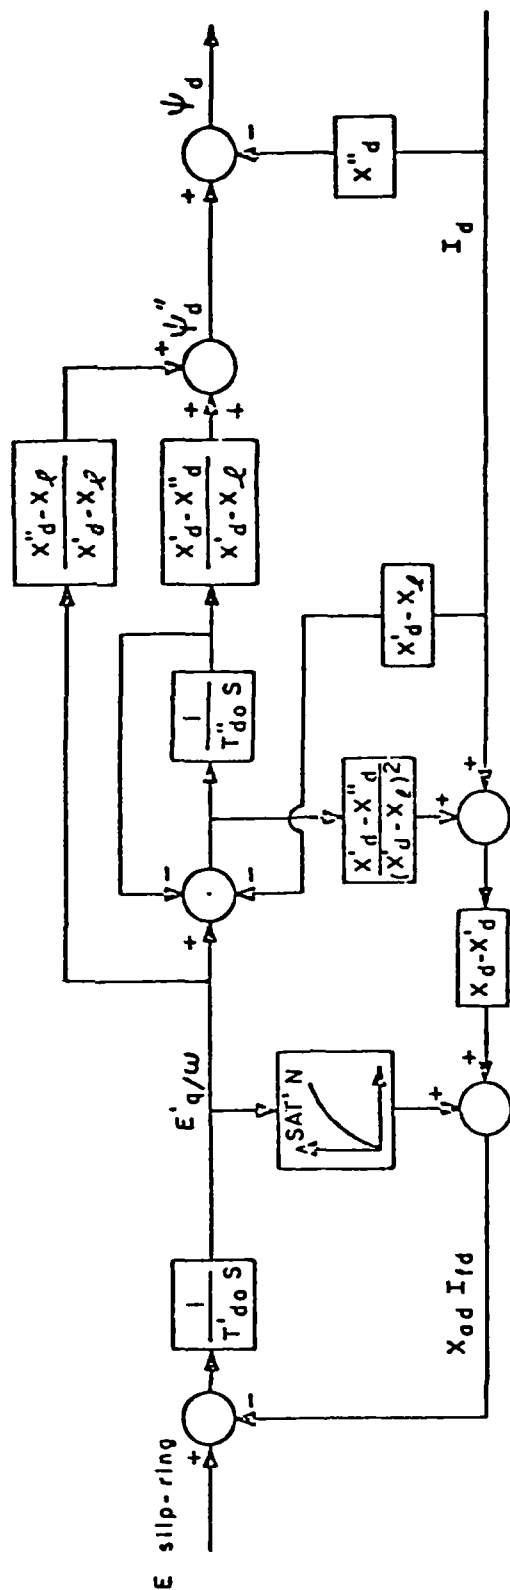 E slip-ring
+
-
1
T'do S
E'q/ω
SAT'N
A
+
-
-
1
T''do S
X''d-Xℓ
X'd-Xℓ
X'd-X''d
X'd-Xℓ
+
+
+
ψ''d
+
-
ψd
X''d
X'd-Xℓ
X'd-X''d
(X'd-Xℓ)2
+
+
Xd-X'd
+
+
Xad Ifd
Id